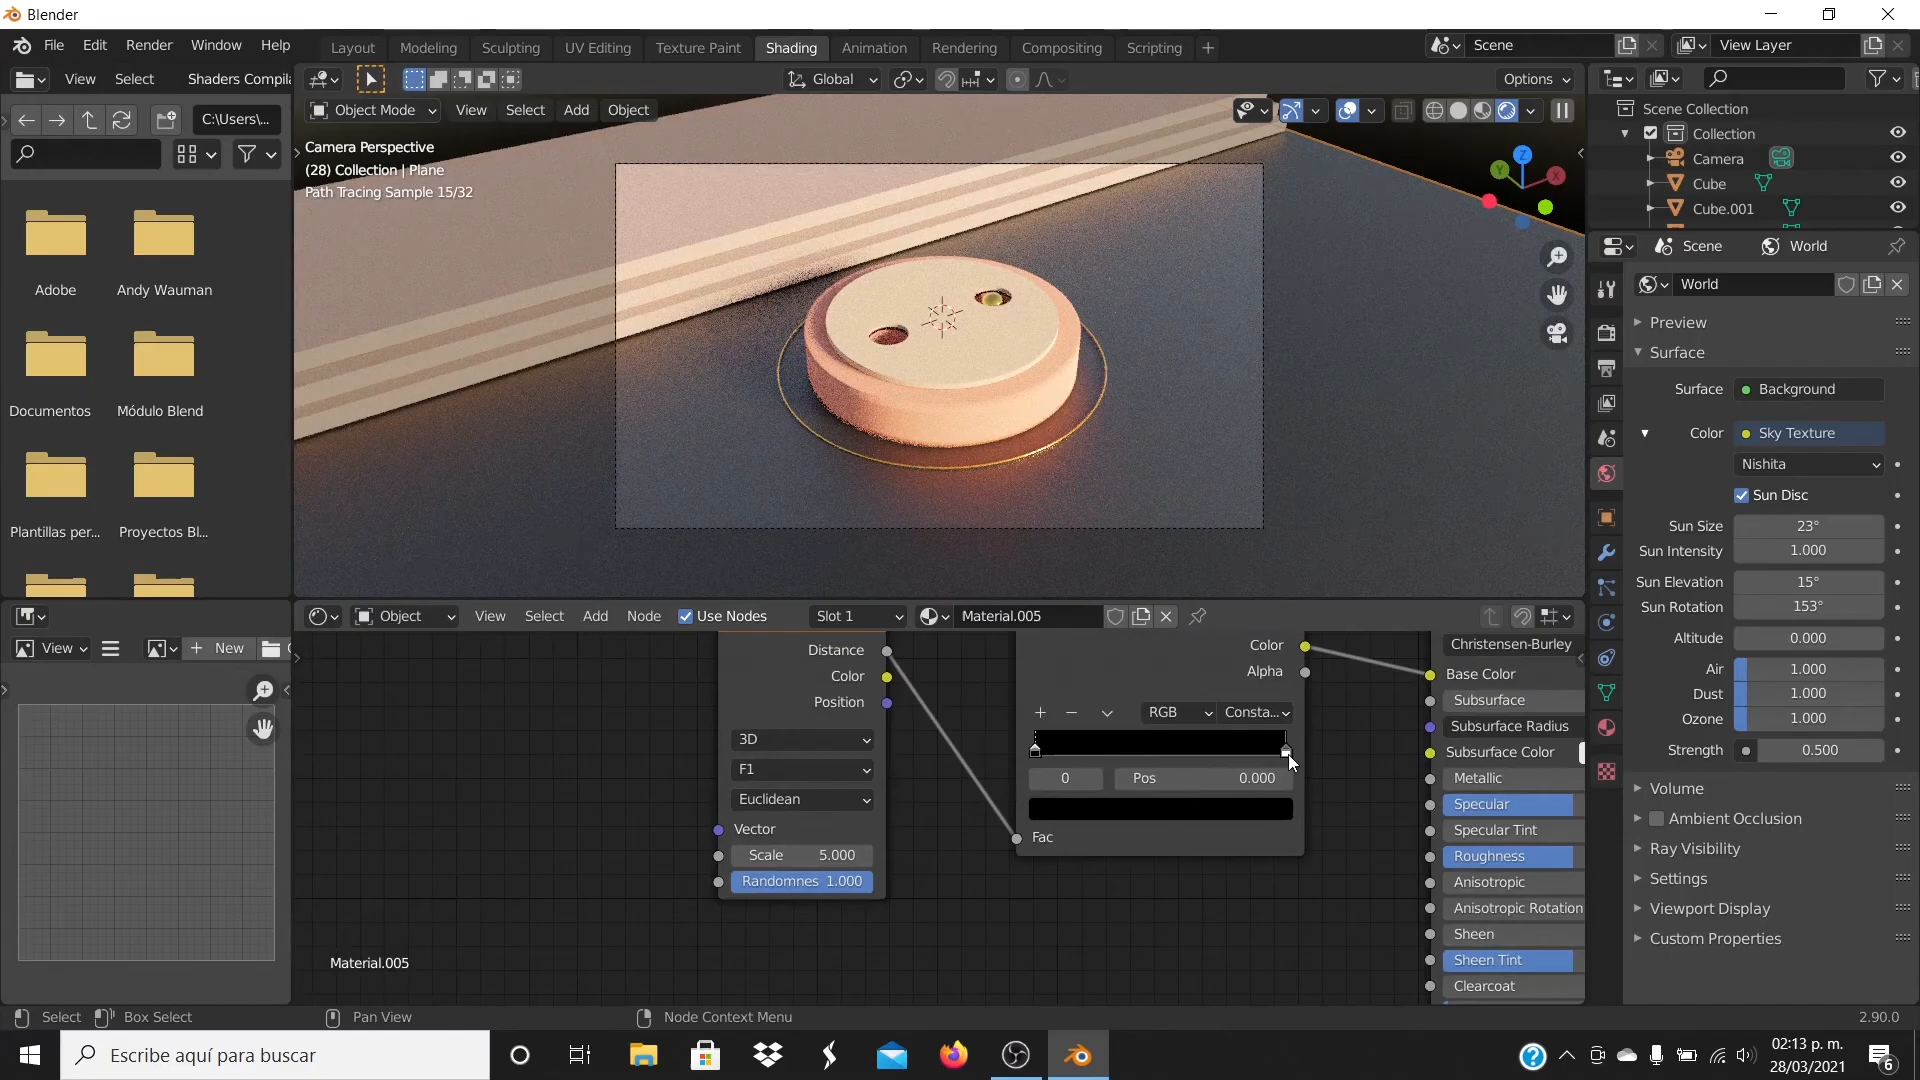 Blender
File Edit Render Window Help
Layout Modeling Sculpting UV Editing Texture Paint Shading Animation Rendering Compositing Scripting +
Scene
View Layer
View Select Shaders Compila
Global
Options
C:\Users\...
Object Mode View Select Add Object
Camera Perspective
(28) Collection | Plane
Path Tracing Sample 15/32
Z
Y
X
Scene Collection
Collection
Camera
Cube
Cube.001
Adobe
Andy Wauman
Documentos
Módulo Blend
Plantillas per...
Proyectos Bl...
Scene
World
World
Preview
Surface
Surface Background
Color Sky Texture
Nishita
Sun Disc
Sun Size 23°
Sun Intensity 1.000
Sun Elevation 15°
Sun Rotation 153°
Altitude 0.000
Air 1.000
Dust 1.000
Ozone 1.000
Strength 0.500
Volume
Ambient Occlusion
Ray Visibility
Settings
Viewport Display
Custom Properties
View
+ New
Object View Select Add Node Use Nodes Slot 1 Material.005
Distance
Color
Position
3D
F1
Euclidean
Vector
Scale 5.000
Randomnes 1.000
Color
Alpha
+ −
RGB
Consta...
0
Pos 0.000
Fac
Christensen-Burley
Base Color
Subsurface
Subsurface Radius
Subsurface Color
Metallic
Specular
Specular Tint
Roughness
Anisotropic
Anisotropic Rotation
Sheen
Sheen Tint
Clearcoat
Material.005
Select
Box Select
Pan View
Node Context Menu
2.90.0
Escribe aquí para buscar
02:13 p. m.
28/03/2021
6